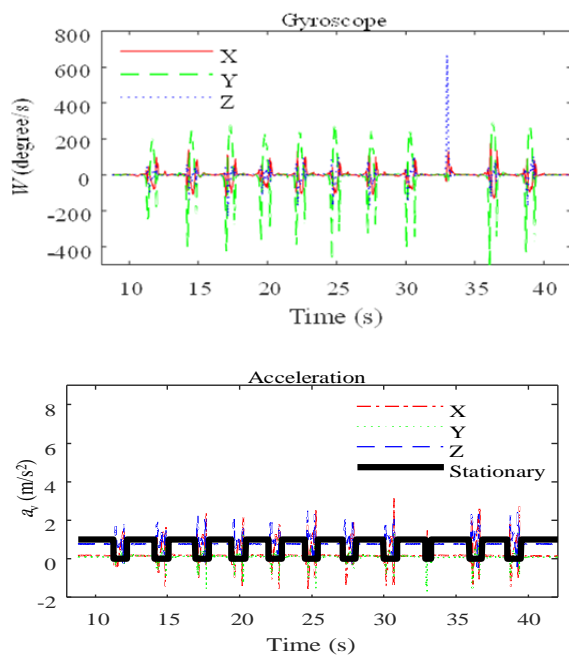 Gyroscope
800
600
400
200
0
-200
-400
W (degree/s)
X
Y
Z
10 15 20 25 30 35 40
Time (s)
Acceleration
8
6
4
2
0
-2
a_v (m/s²)
X
Y
Z
Stationary
10 15 20 25 30 35 40
Time (s)